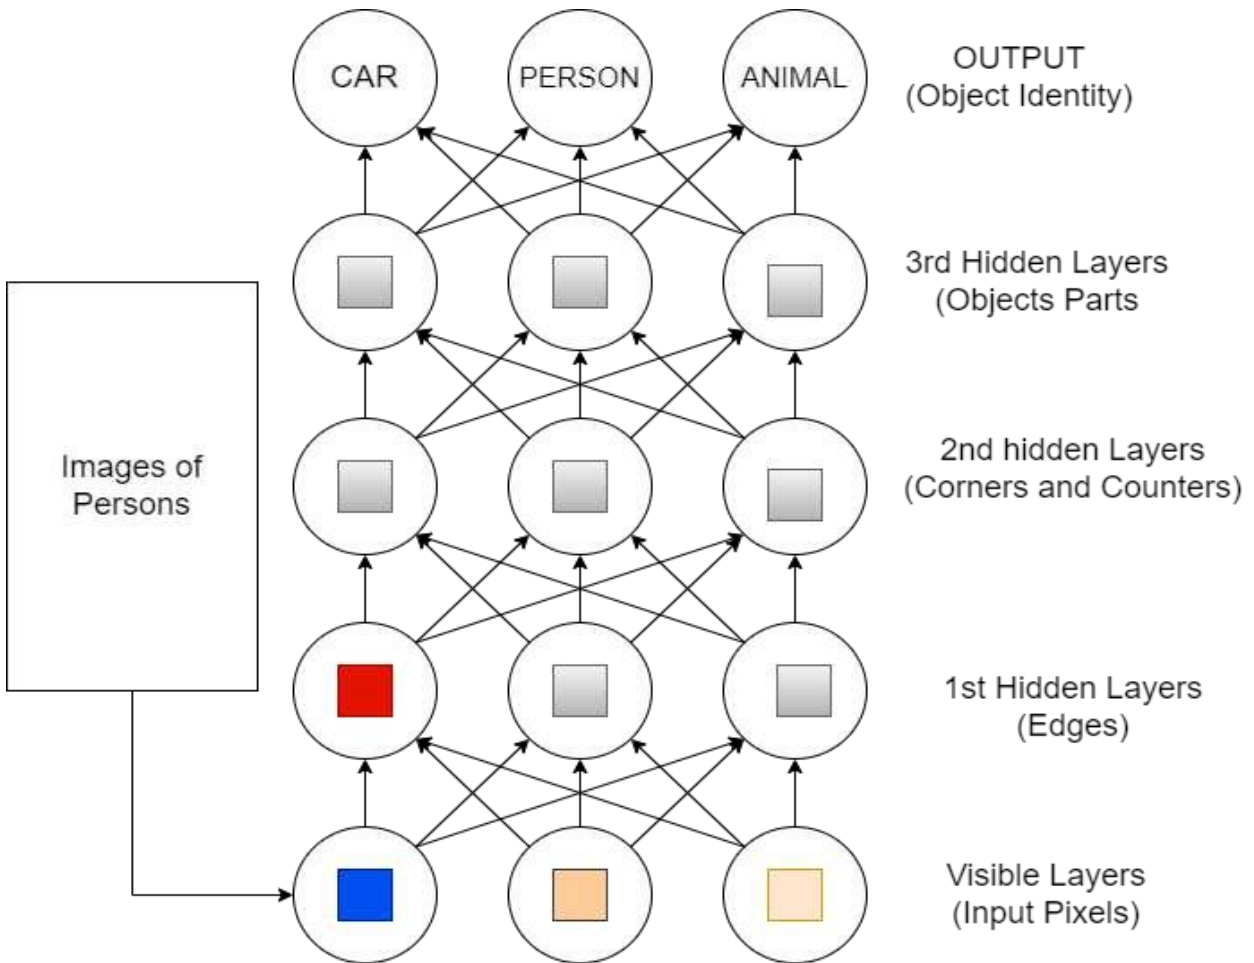 CAR
PERSON
ANIMAL
OUTPUT
(Object Identity)
3rd Hidden Layers
(Objects Parts
Images of
Persons
2nd hidden Layers
(Corners and Counters)
1st Hidden Layers
(Edges)
Visible Layers
(Input Pixels)